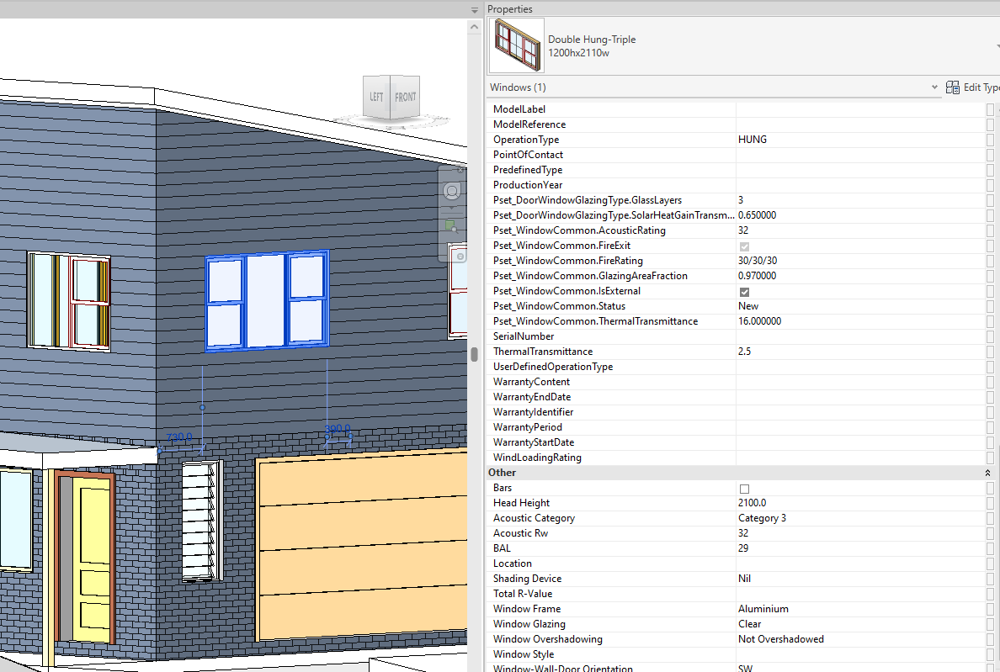 Properties
Double Hung-Triple
1200hx2110w
Windows (1)
Edit Type
ModelLabel
ModelReference
OperationType HUNG
PointOfContact
PredefinedType
ProductionYear
Pset_DoorWindowGlazingType.GlassLayers 3
Pset_DoorWindowGlazingType.SolarHeatGainTransm... 0.650000
Pset_WindowCommon.AcousticRating 32
Pset_WindowCommon.FireExit
Pset_WindowCommon.FireRating 30/30/30
Pset_WindowCommon.GlazingAreaFraction 0.970000
Pset_WindowCommon.IsExternal
Pset_WindowCommon.Status New
Pset_WindowCommon.ThermalTransmittance 16.000000
SerialNumber
ThermalTransmittance 2.5
UserDefinedOperationType
WarrantyContent
WarrantyEndDate
WarrantyIdentifier
WarrantyPeriod
WarrantyStartDate
WindLoadingRating
Other
Bars
Head Height 2100.0
Acoustic Category Category 3
Acoustic Rw 32
BAL 29
Location
Shading Device Nil
Total R-Value
Window Frame Aluminium
Window Glazing Clear
Window Overshadowing Not Overshadowed
Window Style
Window-Wall-Door Orientation SW
LEFT FRONT
730.0
390.0